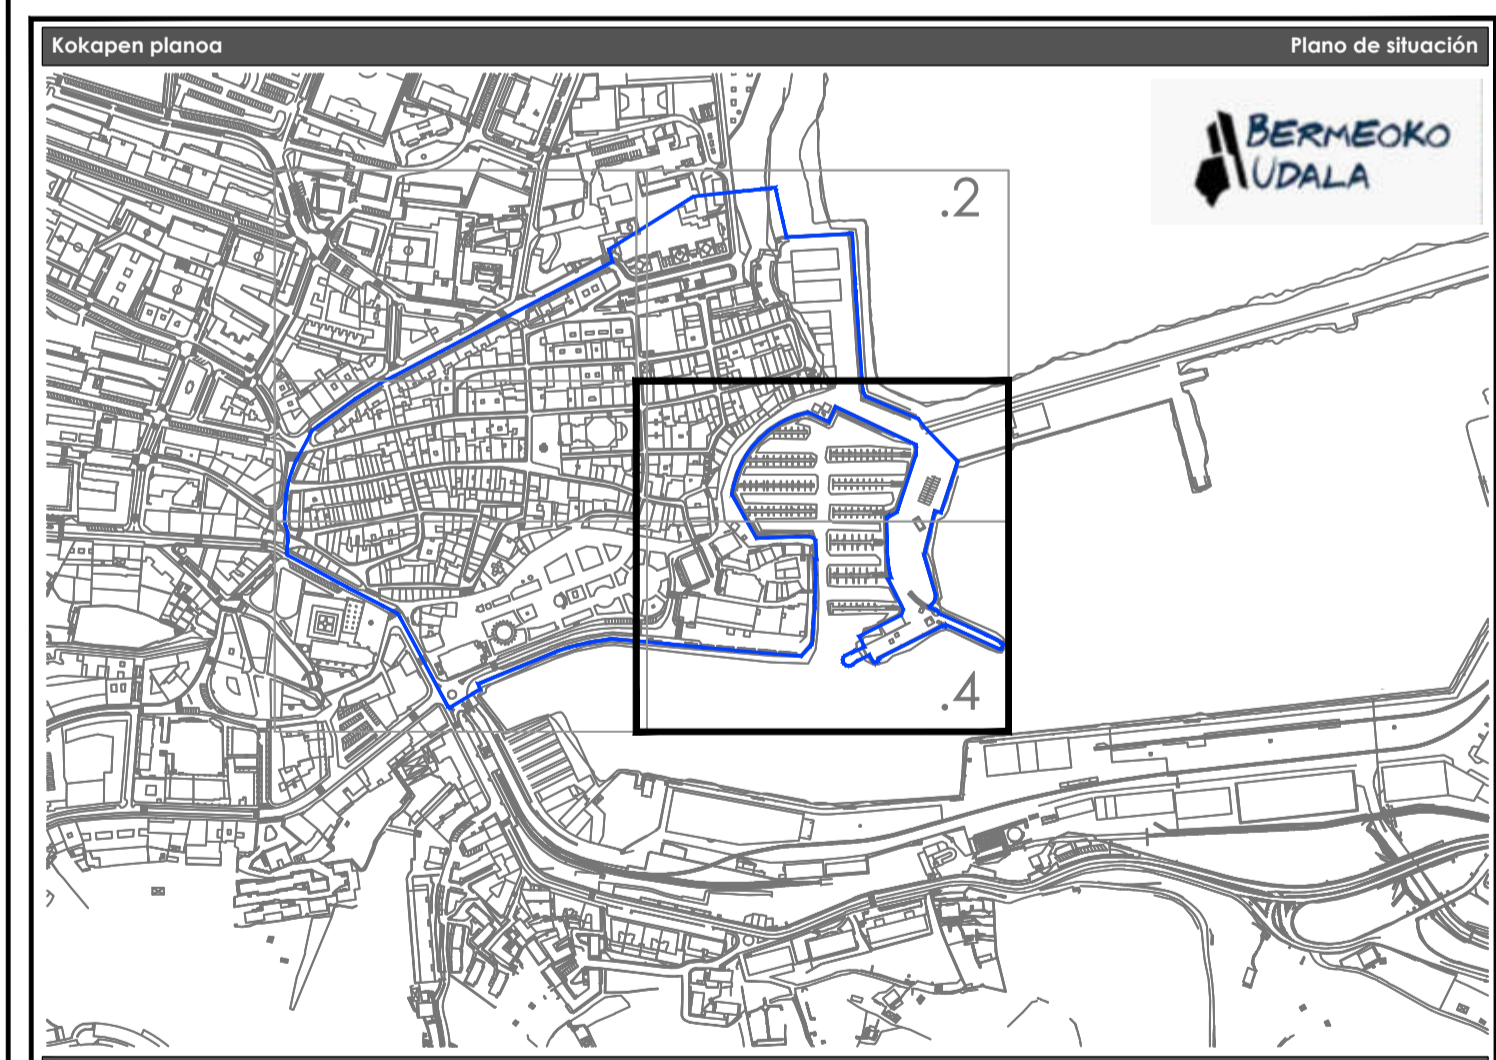 Kokapen planoa
Plano de situación
BERMEOKO
UDALA
.2
.4